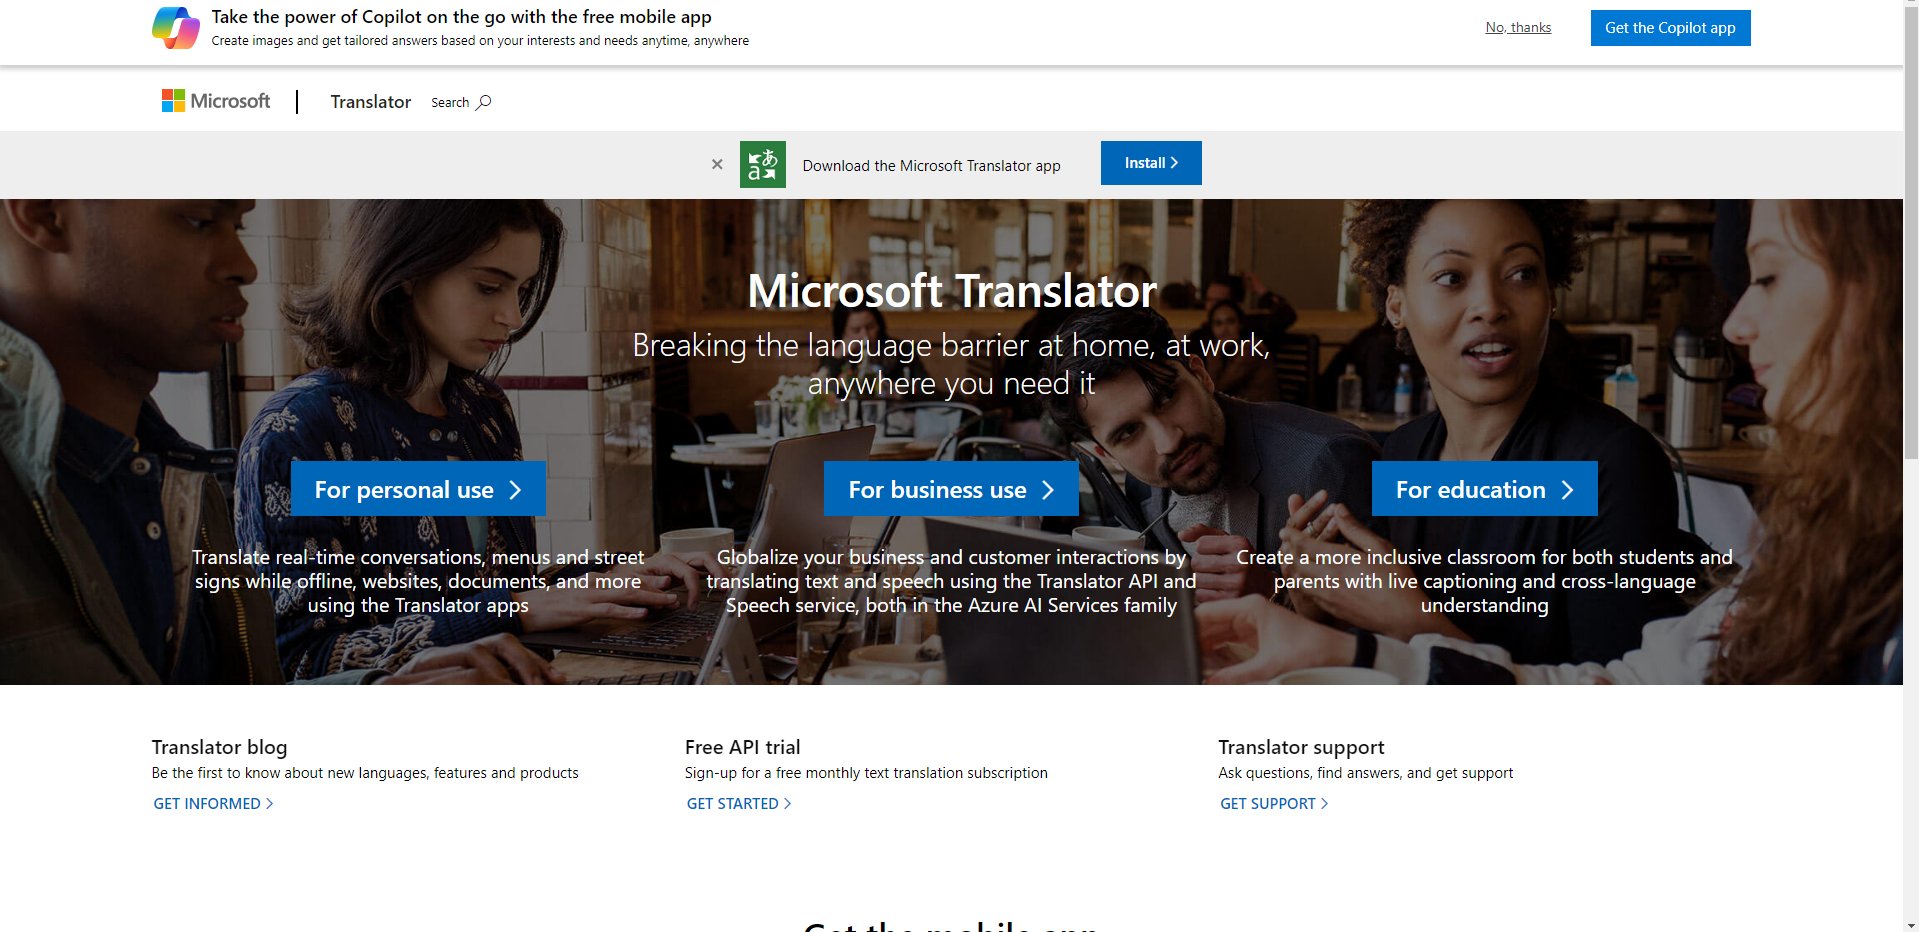 Take the power of Copilot on the go with the free mobile app
Create images and get tailored answers based on your interests and needs anytime, anywhere
No, thanks
Get the Copilot app
Microsoft
Translator
Search
Download the Microsoft Translator app
Install
Microsoft Translator
Breaking the language barrier at home, at work,
anywhere you need it
For personal use
Translate real-time conversations, menus and street
signs while offline, websites, documents, and more
using the Translator apps
For business use
Globalize your business and customer interactions by
translating text and speech using the Translator API and
Speech service, both in the Azure AI Services family
For education
Create a more inclusive classroom for both students and
parents with live captioning and cross-language
understanding
Translator blog
Be the first to know about new languages, features and products
GET INFORMED
Free API trial
Sign-up for a free monthly text translation subscription
GET STARTED
Translator support
Ask questions, find answers, and get support
GET SUPPORT
Get the mobile app